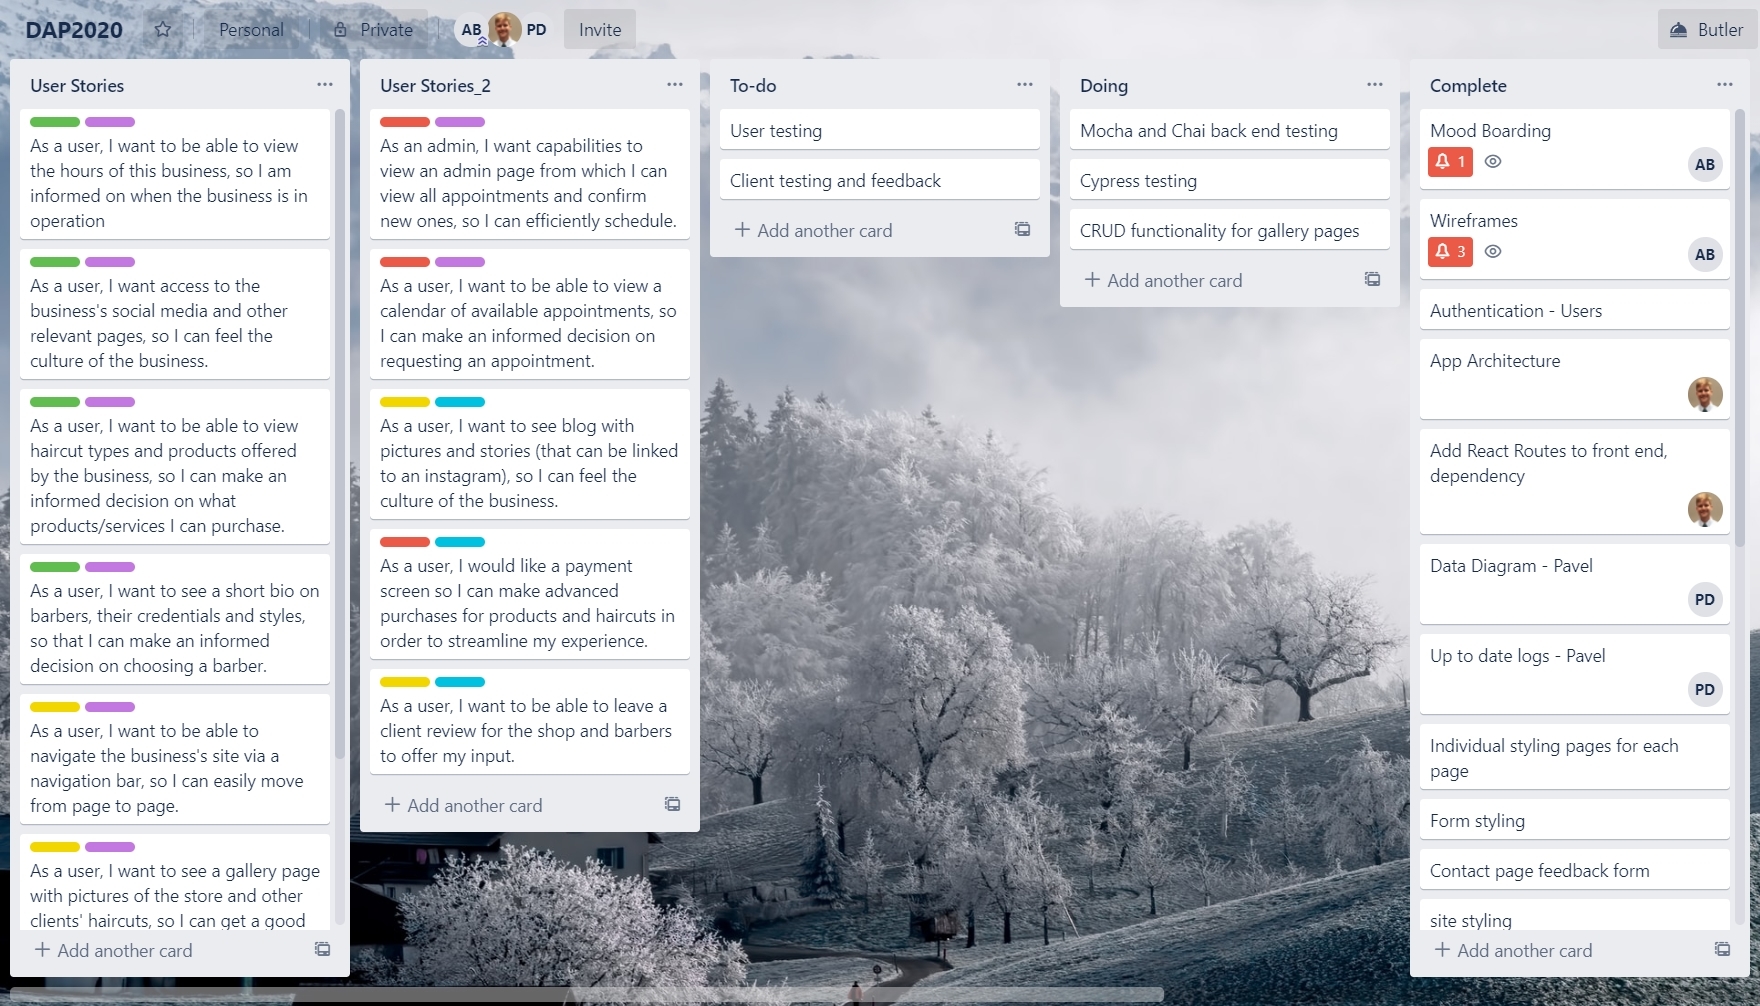 DAP2020
Personal
Private
AB
PD
Invite
Butler
User Stories
As a user, I want to be able to view
the hours of this business, so I am
informed on when the business is in
operation
As a user, I want access to the
business's social media and other
relevant pages, so I can feel the
culture of the business.
As a user, I want to be able to view
haircut types and products offered
by the business, so I can make an
informed decision on what
products/services I can purchase.
As a user, I want to see a short bio on
barbers, their credentials and styles,
so that I can make an informed
decision on choosing a barber.
As a user, I want to be able to
navigate the business's site via a
navigation bar, so I can easily move
from page to page.
As a user, I want to see a gallery page
with pictures of the store and other
clients' haircuts, so I can get a good
+ Add another card
User Stories_2
As an admin, I want capabilities to
view an admin page from which I can
view all appointments and confirm
new ones, so I can efficiently schedule.
As a user, I want to be able to view a
calendar of available appointments, so
I can make an informed decision on
requesting an appointment.
As a user, I want to see blog with
pictures and stories (that can be linked
to an instagram), so I can feel the
culture of the business.
As a user, I would like a payment
screen so I can make advanced
purchases for products and haircuts in
order to streamline my experience.
As a user, I want to be able to leave a
client review for the shop and barbers
to offer my input.
+ Add another card
To-do
User testing
Client testing and feedback
+ Add another card
Doing
Mocha and Chai back end testing
Cypress testing
CRUD functionality for gallery pages
+ Add another card
Complete
Mood Boarding
1
AB
Wireframes
3
AB
Authentication - Users
App Architecture
Add React Routes to front end,
dependency
Data Diagram - Pavel
PD
Up to date logs - Pavel
PD
Individual styling pages for each
page
Form styling
Contact page feedback form
site styling
+ Add another card